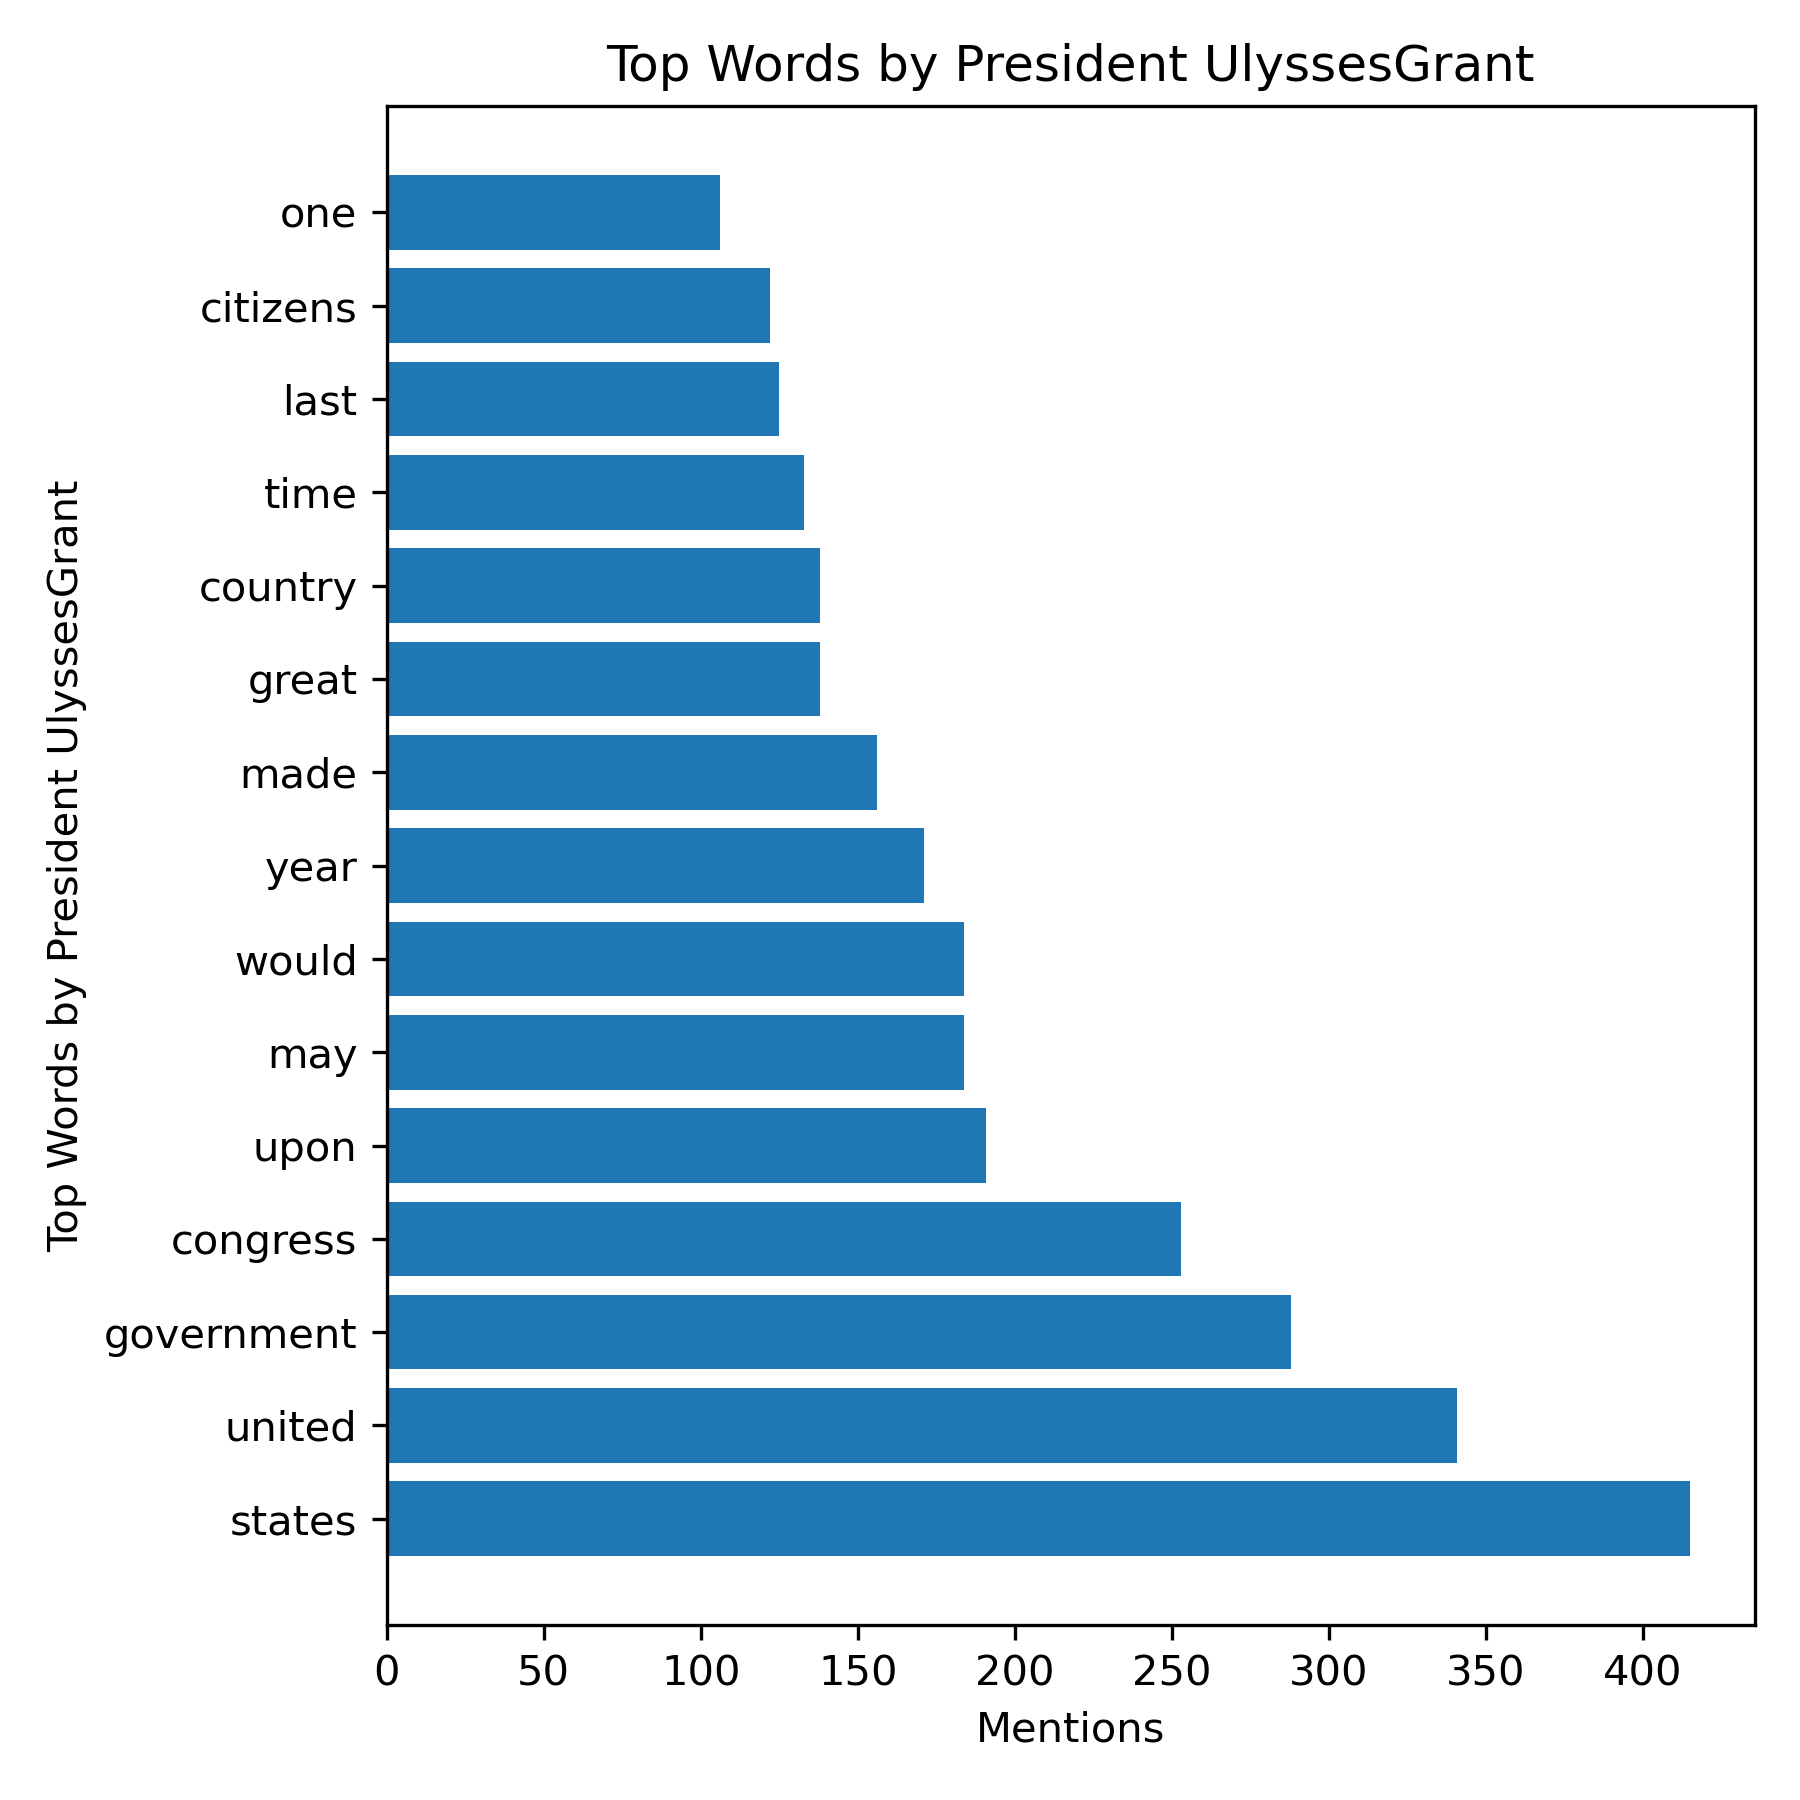 Top Words by President UlyssesGrant
Top Words by President UlyssesGrant
one
citizens
last
time
country
great
made
year
would
may
upon
congress
government
united
states
0 50 100 150 200 250 300 350 400
Mentions